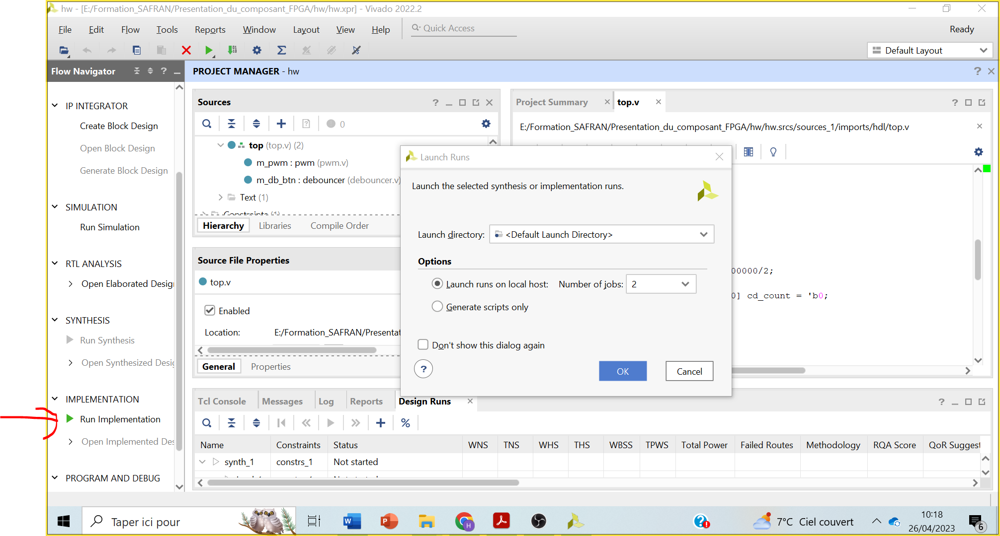 hw - [E:/Formation_SAFRAN/Presentation_du_composant_FPGA/hw/hw.xpr] - Vivado 2022.2
File Edit Flow Tools Reports Window Layout View Help Quick Access Ready
Default Layout
Flow Navigator
PROJECT MANAGER - hw
IP INTEGRATOR
Create Block Design
Open Block Design
Generate Block Design
SIMULATION
Run Simulation
RTL ANALYSIS
Open Elaborated Desig
SYNTHESIS
Run Synthesis
Open Synthesized Desig
IMPLEMENTATION
Run Implementation
Open Implemented Des
PROGRAM AND DEBUG
Sources
0
top (top.v) (2)
m_pwm : pwm (pwm.v)
m_db_btn : debouncer (debouncer.v)
Text (1)
Constraints (1)
Hierarchy Libraries Compile Order
Source File Properties
top.v
Enabled
Location: E:/Formation_SAFRAN/Presentat
General Properties
Project Summary top.v
E:/Formation_SAFRAN/Presentation_du_composant_FPGA/hw/hw.srcs/sources_1/imports/hdl/top.v
00000/2;
0] cd_count = 'b0;
Launch Runs
Launch the selected synthesis or implementation runs.
Launch directory: <Default Launch Directory>
Options
Launch runs on local host: Number of jobs: 2
Generate scripts only
Don't show this dialog again
? OK Cancel
Tcl Console Messages Log Reports Design Runs
Name Constraints Status WNS TNS WHS THS WBSS TPWS Total Power Failed Routes Methodology RQA Score QoR Suggest
synth_1 constrs_1 Not started
Taper ici pour
7°C Ciel couvert
10:18
26/04/2023
6